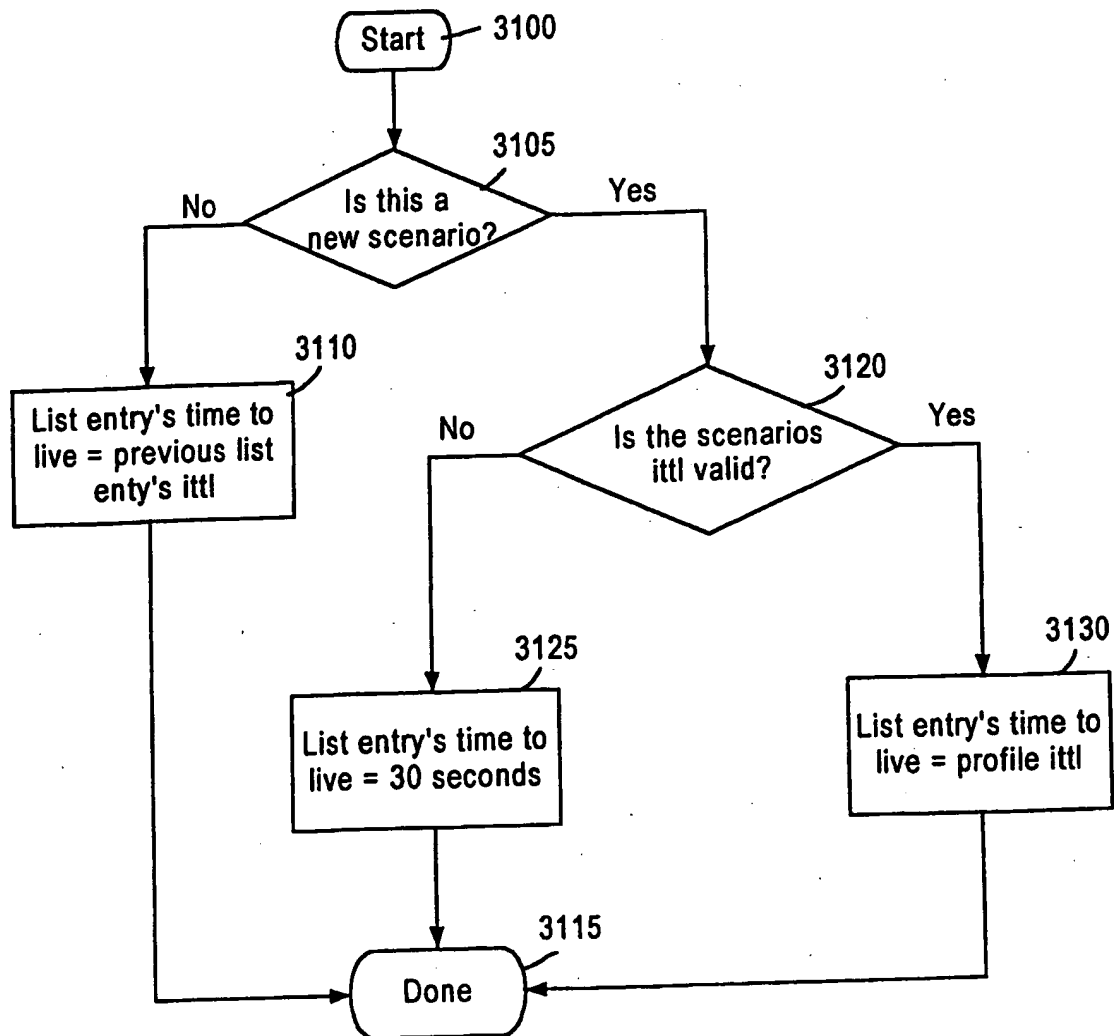 Start
3100
3105
Is this a
new scenario?
No
Yes
3110
List entry's time to
live = previous list
enty's ittl
3120
Is the scenarios
ittl valid?
No
Yes
3125
List entry's time to
live = 30 seconds
3130
List entry's time to
live = profile ittl
3115
Done